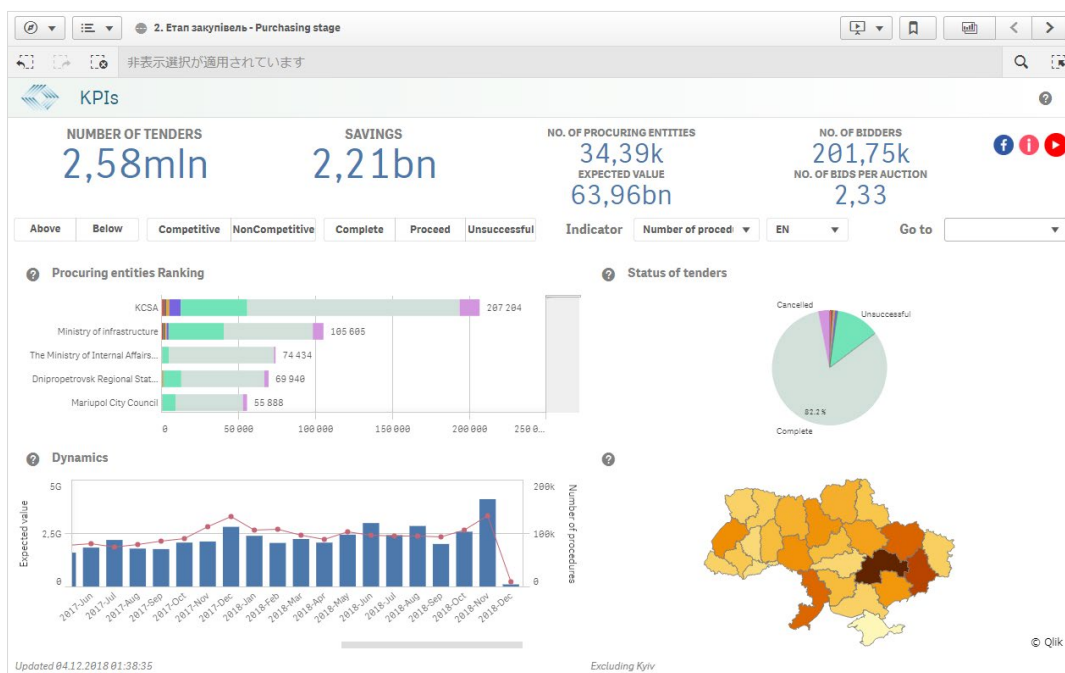 2. Етап закупівель - Purchasing stage
非表示選択が適用されています
KPIs
NUMBER OF TENDERS
2,58mln
SAVINGS
2,21bn
NO. OF PROCURING ENTITIES
34,39k
EXPECTED VALUE
63,96bn
NO. OF BIDDERS
201,75k
NO. OF BIDS PER AUCTION
2,33
Above Below Competitive NonCompetitive Complete Proceed Unsuccessful Indicator Number of proced EN Go to
Procuring entities Ranking
KCSA 207 204
Ministry of infrastructure 105 605
The Ministry of Internal Affairs... 74 434
Dnipropetrovsk Regional Stat... 69 940
Mariupol City Council 55 888
0 50 000 100 000 150 000 200 000 250 0...
Status of tenders
Cancelled
Unsuccessful
82.2%
Complete
Dynamics
Expected value
5G
2.5G
0
200k
100k
0
Number of procedures
2017-Jun 2017-Jul 2017-Aug 2017-Sep 2017-Oct 2017-Nov 2017-Dec 2018-Jan 2018-Feb 2018-Mar 2018-Apr 2018-May 2018-Jun 2018-Jul 2018-Aug 2018-Sep 2018-Oct 2018-Nov 2018-Dec
© Qlik
Updated 04.12.2018 01:38:35
Excluding Kyiv